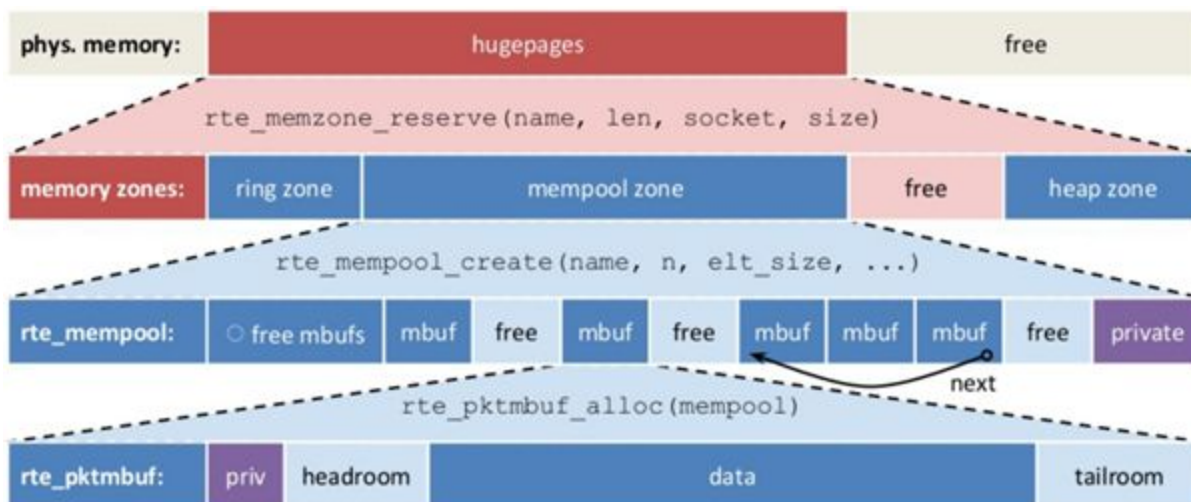 phys. memory: hugepages free
rte_memzone_reserve(name, len, socket, size)
memory zones: ring zone mempool zone free heap zone
rte_mempool_create(name, n, elt_size, ...)
rte_mempool: free mbufs mbuf free mbuf free mbuf mbuf mbuf free private
next
rte_pktmbuf_alloc(mempool)
rte_pktmbuf: priv headroom data tailroom